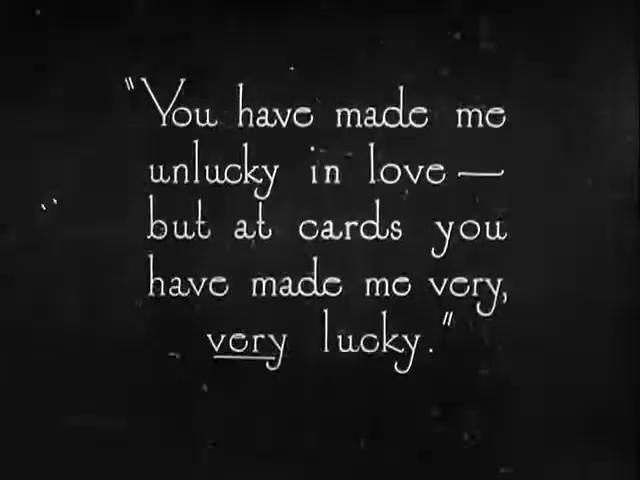 "You have made me
unlucky in love—
but at cards you
have made me very,
very lucky."